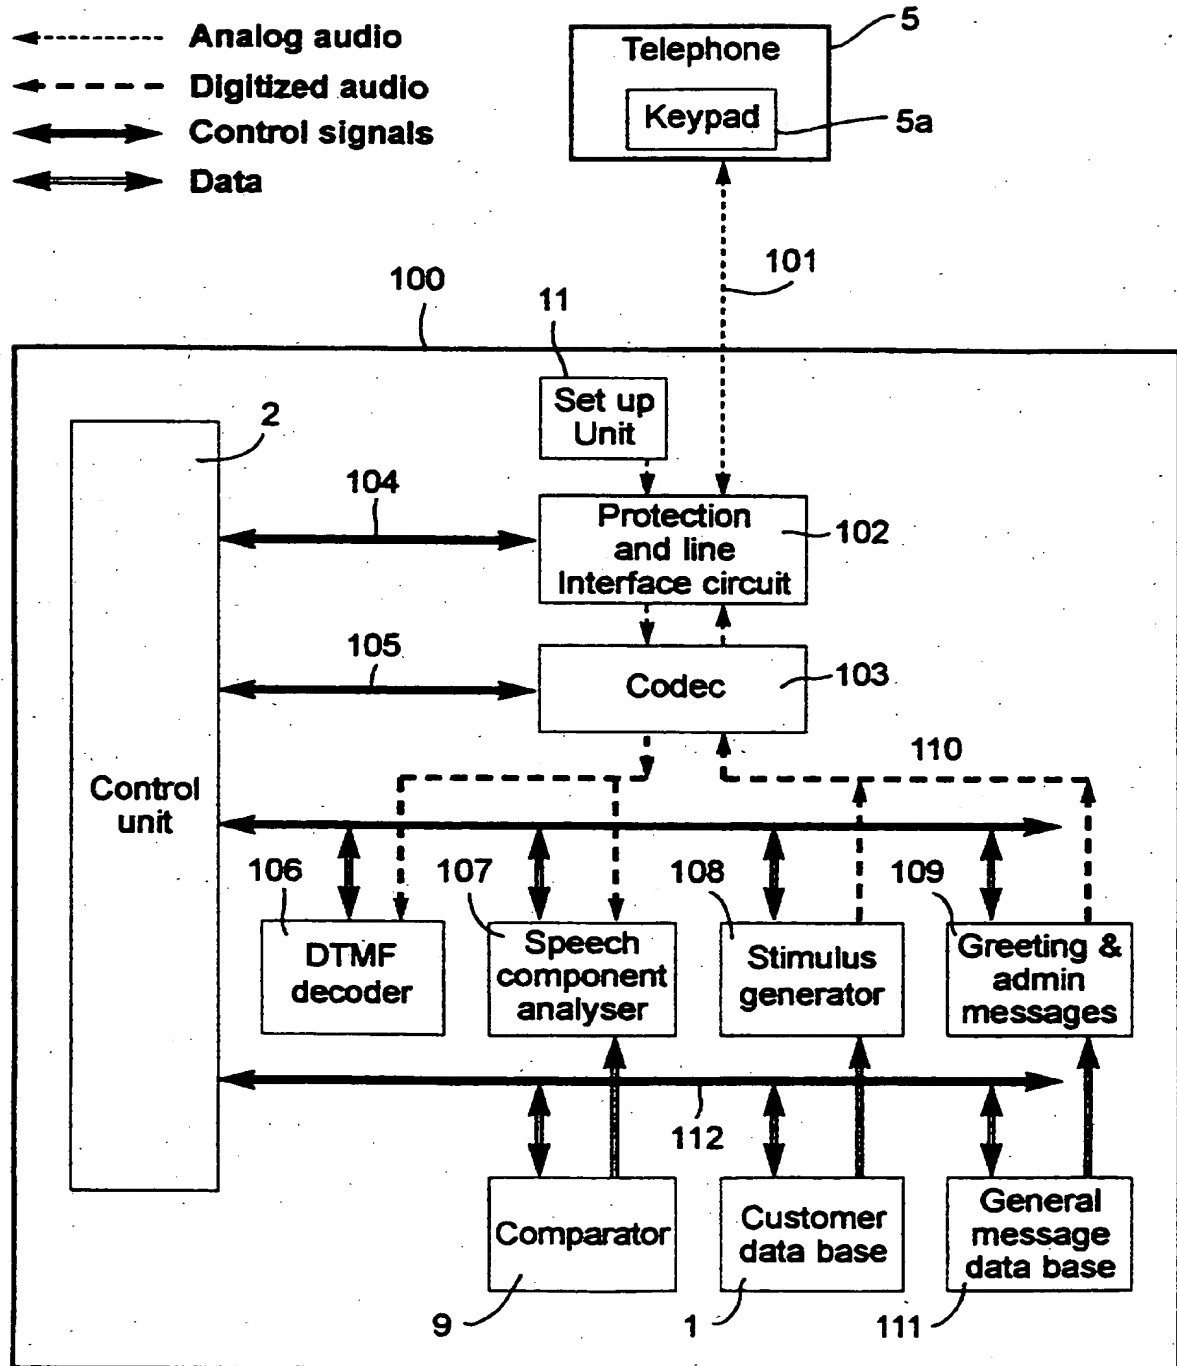 Analog audio
Digitized audio
Control signals
Data
Telephone
5
Keypad
5a
101
100
11
Set up
Unit
2
104
Protection
and line
Interface circuit
102
105
Codec
103
110
Control
unit
106
107
108
109
DTMF
decoder
Speech
component
analyser
Stimulus
generator
Greeting &
admin
messages
112
Comparator
Customer
data base
General
message
data base
9
1
111